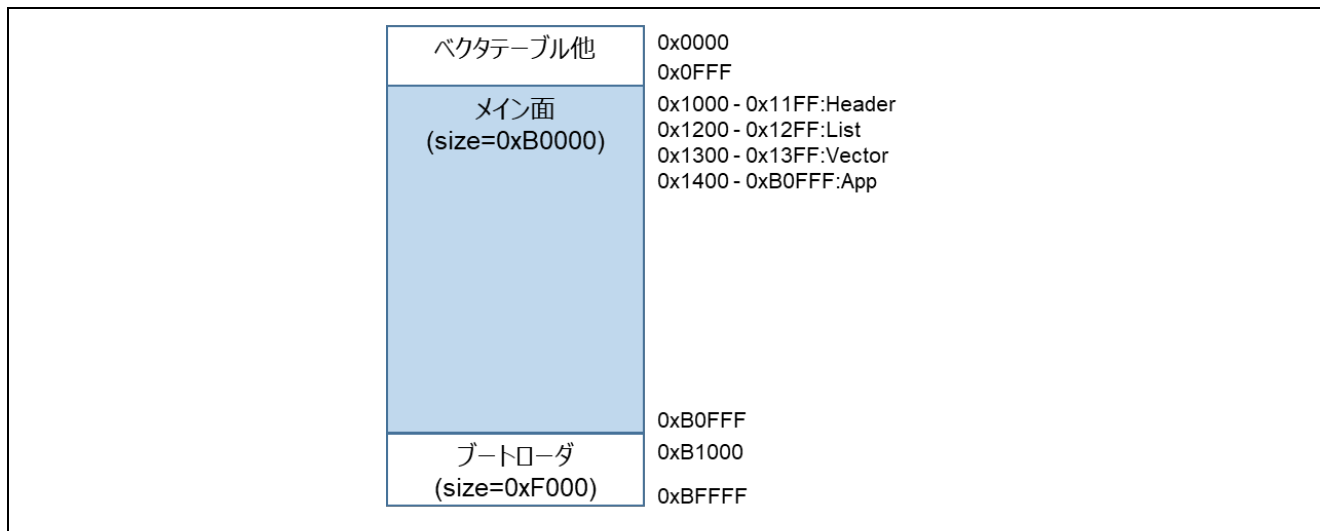 ベクタテーブル他
0x0000
0x0FFF
メイン面
(size=0xB0000)
0x1000 - 0x11FF:Header
0x1200 - 0x12FF:List
0x1300 - 0x13FF:Vector
0x1400 - 0xB0FFF:App
0xB0FFF
ブートローダ
(size=0xF000)
0xB1000
0xBFFFF